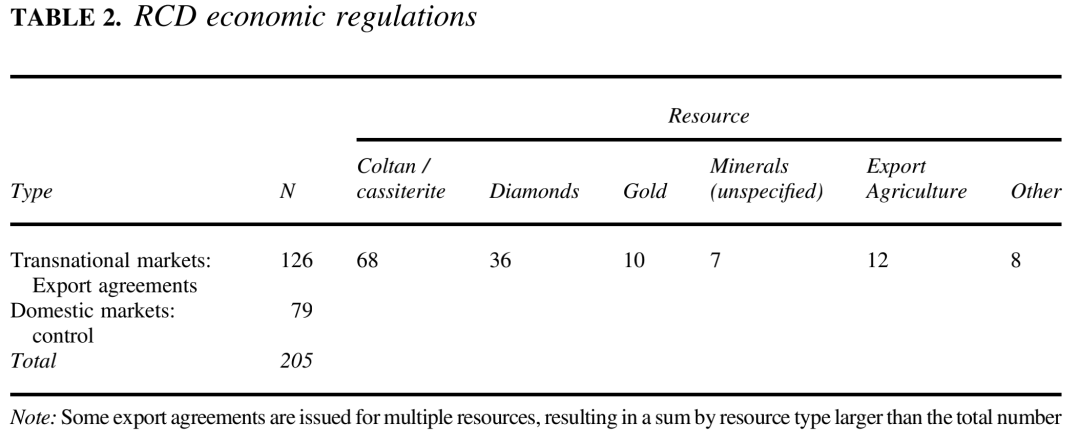 TABLE 2. RCD economic regulations
Resource
Type N Coltan / cassiterite Diamonds Gold Minerals (unspecified) Export Agriculture Other
Transnational markets: 126 68 36 10 7 12 8
Export agreements
Domestic markets: 79
control
Total 205
Note: Some export agreements are issued for multiple resources, resulting in a sum by resource type larger than the total number